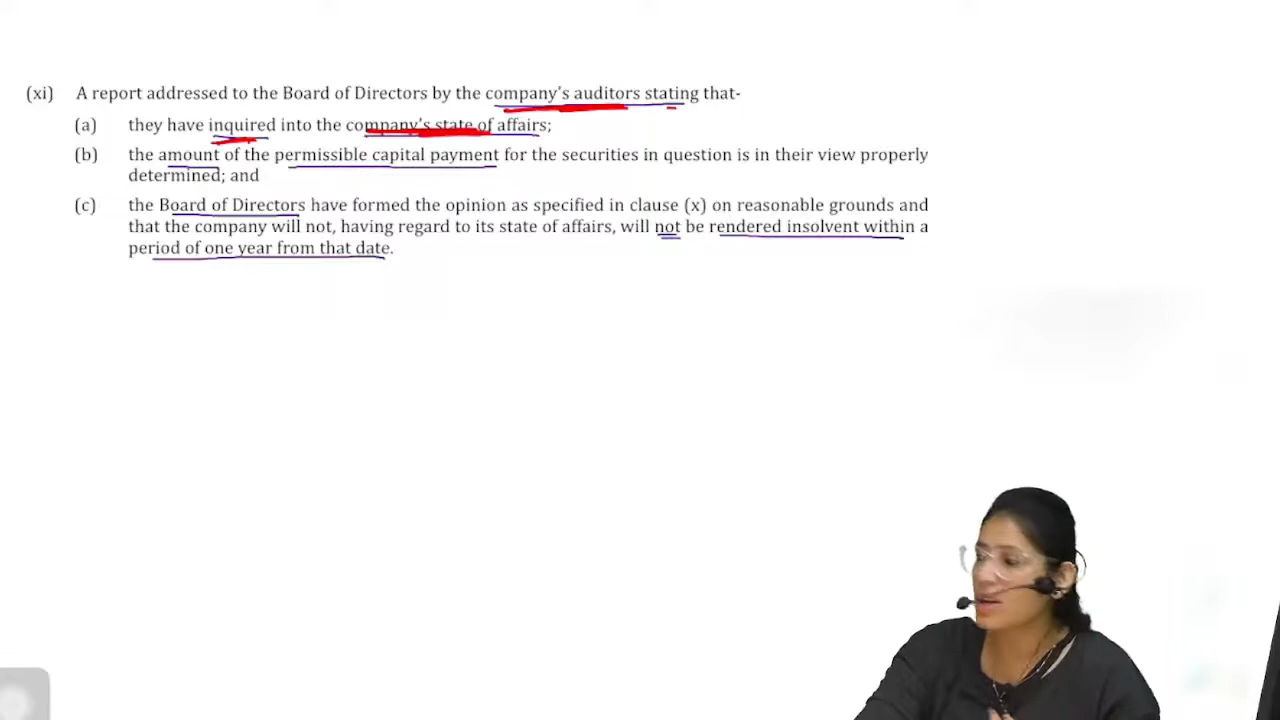 (xi) A report addressed to the Board of Directors by the company's auditors stating that-
(a) they have inquired into the company's state of affairs;
(b) the amount of the permissible capital payment for the securities in question is in their view properly
determined; and
(c) the Board of Directors have formed the opinion as specified in clause (x) on reasonable grounds and
that the company will not, having regard to its state of affairs, will not be rendered insolvent within a
period of one year from that date.